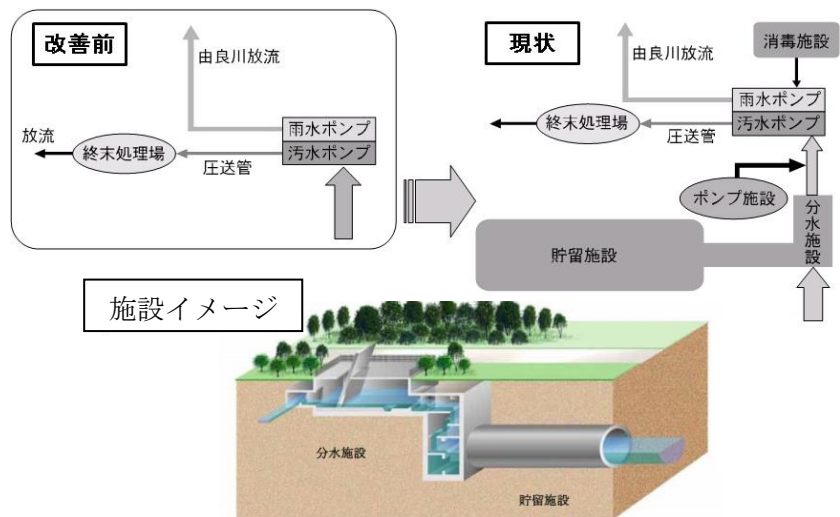 改善前
由良川放流
雨水ポンプ
汚水ポンプ
放流
終末処理場
圧送管
現状
消毒施設
由良川放流
雨水ポンプ
汚水ポンプ
終末処理場
圧送管
ポンプ施設
分水施設
貯留施設
施設イメージ
分水施設
貯留施設